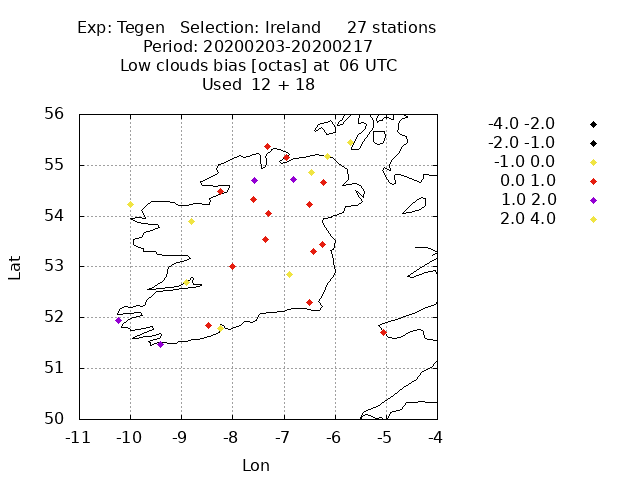 Exp: Tegen   Selection: Ireland     27 stations
Period: 20200203-20200217
Low clouds bias [octas] at  06 UTC
Used  12 + 18
-4.0 -2.0
-2.0 -1.0
-1.0 0.0
0.0 1.0
1.0 2.0
2.0 4.0
56
55
54
53
52
51
50
Lat
-11 -10 -9 -8 -7 -6 -5 -4
Lon